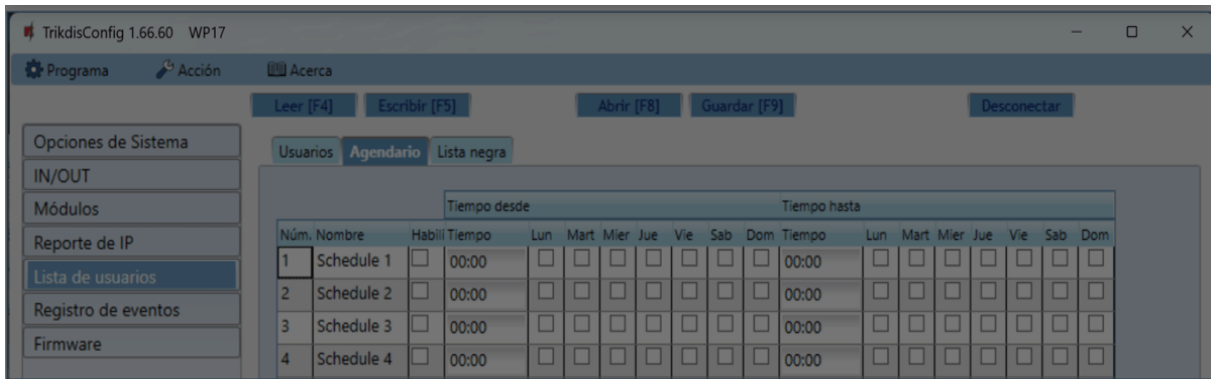 TrikdisConfig 1.66.60 WP17
Programa Acción Acerca
Leer [F4] Escribir [F5] Abrir [F8] Guardar [F9] Desconectar
Opciones de Sistema
IN/OUT
Módulos
Reporte de IP
Lista de usuarios
Registro de eventos
Firmware
Usuarios Agendario Lista negra
Tiempo desde Tiempo hasta
Núm. Nombre Habili Tiempo Lun Mart Mier Jue Vie Sab Dom Tiempo Lun Mart Mier Jue Vie Sab Dom
1 Schedule 1 00:00 00:00
2 Schedule 2 00:00 00:00
3 Schedule 3 00:00 00:00
4 Schedule 4 00:00 00:00